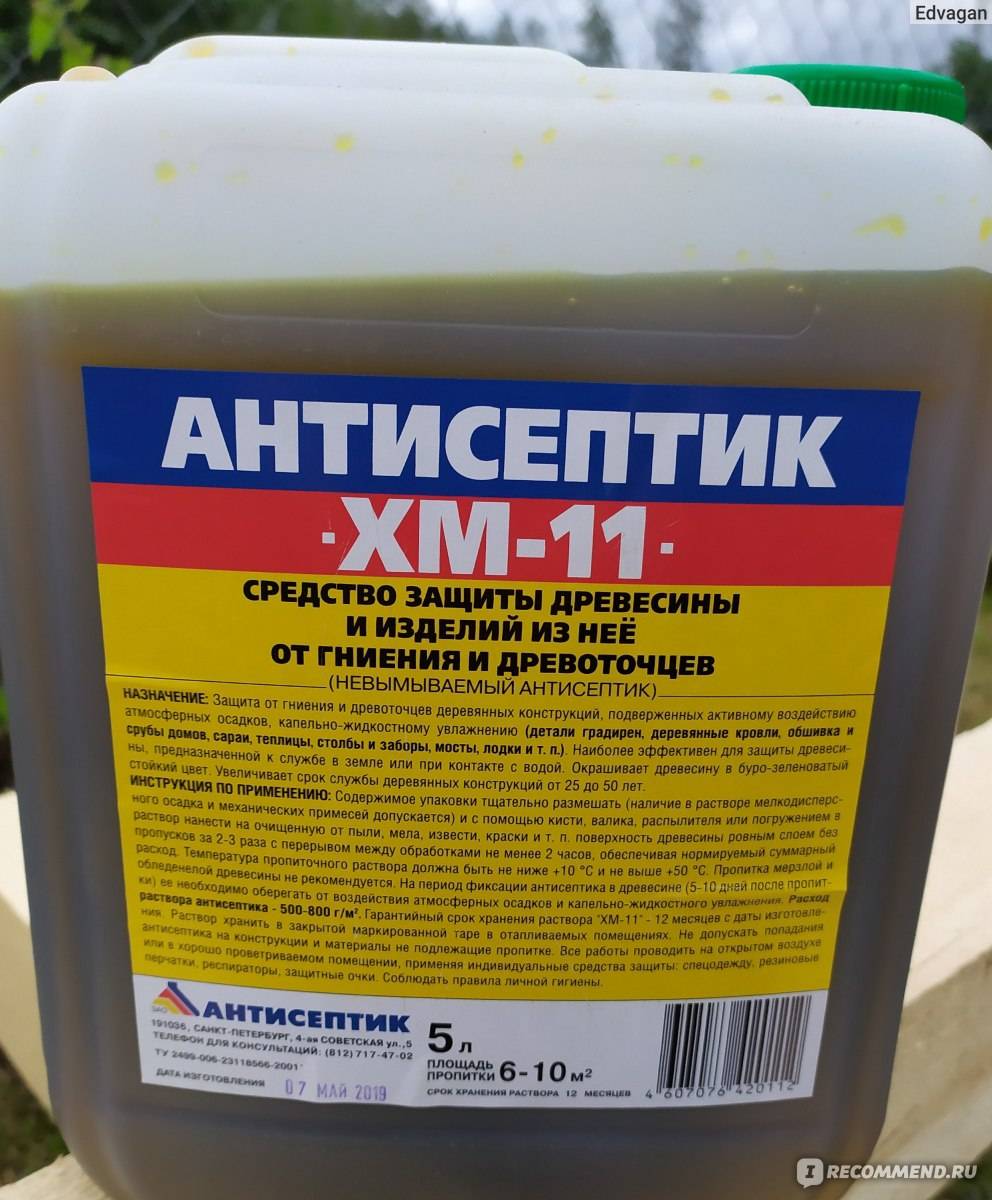 Edvagan
АНТИСЕПТИК
·ХМ-11·
СРЕДСТВО ЗАЩИТЫ ДРЕВЕСИНЫ
И ИЗДЕЛИЙ ИЗ НЕЁ
ОТ ГНИЕНИЯ И ДРЕВОТОЧЦЕВ
(НЕВЫМЫВАЕМЫЙ АНТИСЕПТИК)
НАЗНАЧЕНИЕ: Защита от гниения и древоточцев деревянных конструкций, подверженных активному воздействию
атмосферных осадков, капельно-жидкостному увлажнению (детали градирен, деревянные кровли, обшивка и
срубы домов, сараи, теплицы, столбы и заборы, мосты, лодки и т. п.). Наиболее эффективен для защиты древеси-
ны, предназначенной к службе в земле или при контакте с водой. Окрашивает древесину в буро-зеленоватый
стойкий цвет. Увеличивает срок службы деревянных конструкций от 25 до 50 лет.
ИНСТРУКЦИЯ ПО ПРИМЕНЕНИЮ: Содержимое упаковки тщательно размешать (наличие в растворе мелкодисперс-
ного осадка и механических примесей допускается) и с помощью кисти, валика, распылителя или погружением в
раствор нанести на очищенную от пыли, мела, извести, краски и т. п. поверхность древесины ровным слоем без
пропусков за 2-3 раза с перерывом между обработками не менее 2 часов, обеспечивая нормируемый суммарный
расход. Температура пропиточного раствора должна быть не ниже +10 °С и не выше +50 °С. Пропитка мерзлой и
обледенелой древесины не рекомендуется. На период фиксации антисептика в древесине (5-10 дней после пропит-
ки) ее необходимо оберегать от воздействия атмосферных осадков и капельно-жидкостного увлажнения. Расход
раствора антисептика - 500-800 г/м². Гарантийный срок хранения раствора "ХМ-11" - 12 месяцев с даты изготовле-
ния. Раствор хранить в закрытой маркированной таре в отапливаемых помещениях. Не допускать попадания
антисептика на конструкции и материалы не подлежащие пропитке. Все работы проводить на открытом воздухе
или в хорошо проветриваемом помещении, применяя индивидуальные средства защиты: спецодежду, резиновые
перчатки, респираторы, защитные очки. Соблюдать правила личной гигиены.
ЗАО АНТИСЕПТИК
191036, САНКТ-ПЕТЕРБУРГ, 4-ая СОВЕТСКАЯ ул.,5
ТЕЛЕФОН ДЛЯ КОНСУЛЬТАЦИЙ: (812) 717-47-02
ТУ 2499-006-23118566-2001
ДАТА ИЗГОТОВЛЕНИЯ 07 МАЙ 2019
5 л
ПЛОЩАДЬ ПРОПИТКИ 6-10 м²
СРОК ХРАНЕНИЯ РАСТВОРА 12 МЕСЯЦЕВ
4 607076 420112
I RECOMMEND.RU